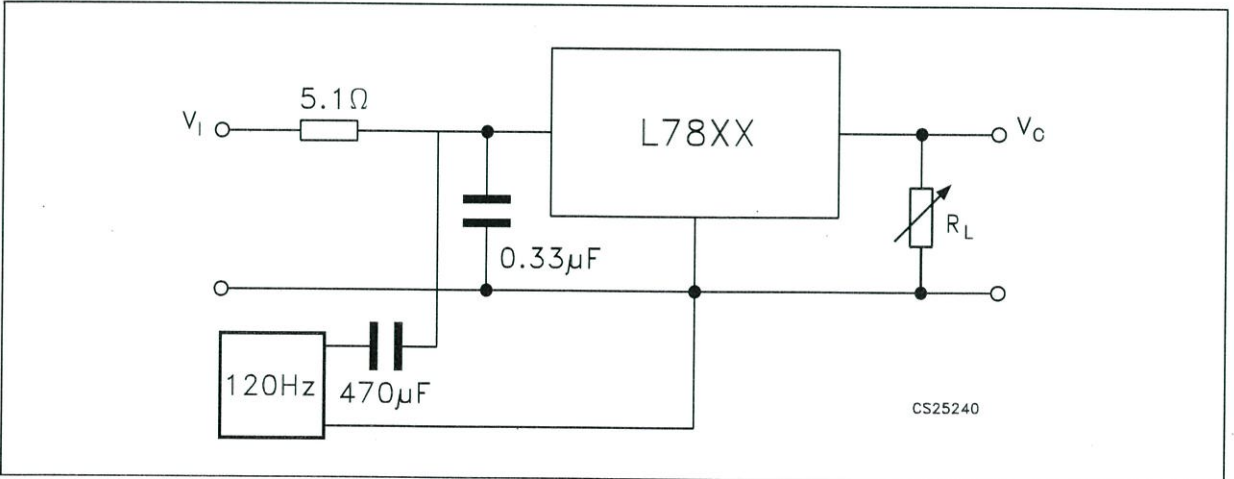 5.1Ω
V_I
L78XX
V_O
R_L
0.33µF
120Hz
470µF
CS25240